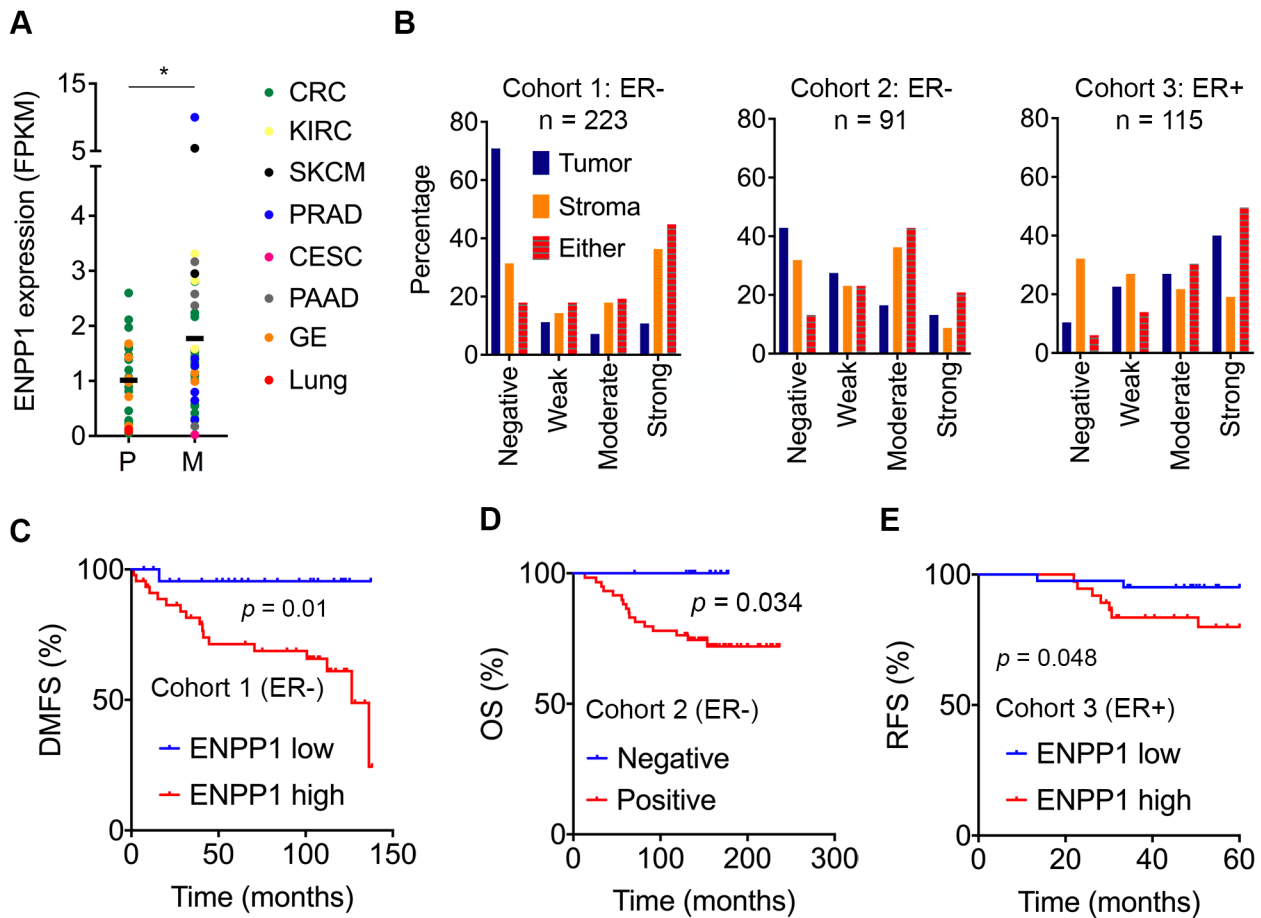 A
ENPP1 expression (FPKM)
15
5
4
3
2
1
0
*
P
M
CRC
KIRC
SKCM
PRAD
CESC
PAAD
GE
Lung
B
Percentage
Cohort 1: ER-
n = 223
80
60
40
20
0
Tumor
Stroma
Either
Negative
Weak
Moderate
Strong
Cohort 2: ER-
n = 91
80
60
40
20
0
Negative
Weak
Moderate
Strong
Cohort 3: ER+
n = 115
80
60
40
20
0
Negative
Weak
Moderate
Strong
C
DMFS (%)
100
50
0
p = 0.01
Cohort 1 (ER-)
ENPP1 low
ENPP1 high
0
50
100
150
Time (months)
D
OS (%)
100
50
0
p = 0.034
Cohort 2 (ER-)
Negative
Positive
0
100
200
300
Time (months)
E
RFS (%)
100
50
0
p = 0.048
Cohort 3 (ER+)
ENPP1 low
ENPP1 high
0
20
40
60
Time (months)